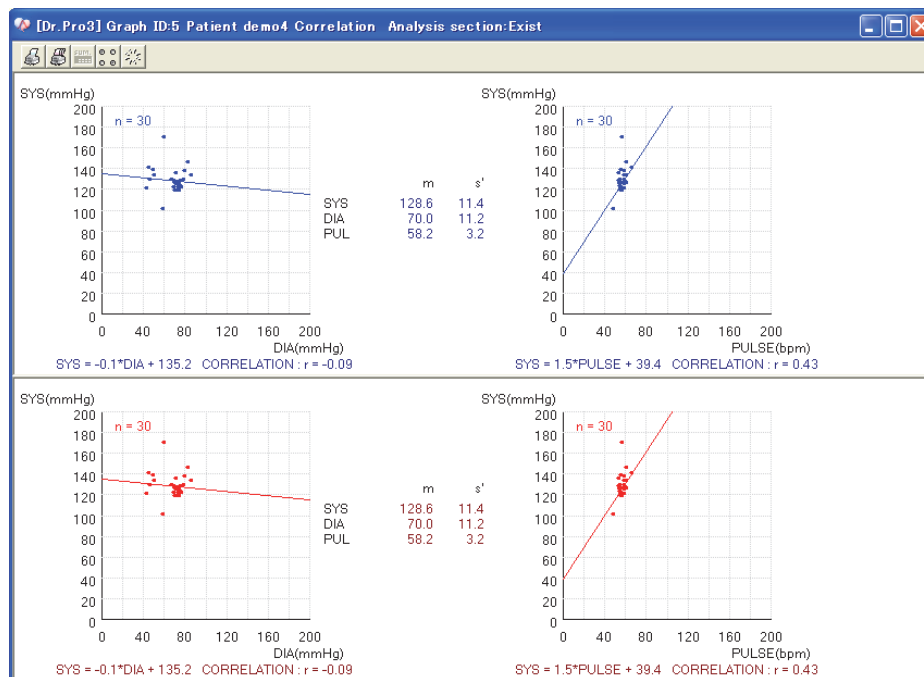 [Dr.Pro3] Graph ID:5 Patient demo4 Correlation Analysis section:Exist
SUM.
SYS(mmHg)
n = 30
200
180
160
140
120
100
80
60
40
20
0
0 40 80 120 160 200
DIA(mmHg)
SYS = -0.1*DIA + 135.2 CORRELATION : r = -0.09
m s'
SYS 128.6 11.4
DIA 70.0 11.2
PUL 58.2 3.2
SYS(mmHg)
n = 30
200
180
160
140
120
100
80
60
40
20
0
0 40 80 120 160 200
PULSE(bpm)
SYS = 1.5*PULSE + 39.4 CORRELATION : r = 0.43
SYS(mmHg)
n = 30
200
180
160
140
120
100
80
60
40
20
0
0 40 80 120 160 200
DIA(mmHg)
SYS = -0.1*DIA + 135.2 CORRELATION : r = -0.09
m s'
SYS 128.6 11.4
DIA 70.0 11.2
PUL 58.2 3.2
SYS(mmHg)
n = 30
200
180
160
140
120
100
80
60
40
20
0
0 40 80 120 160 200
PULSE(bpm)
SYS = 1.5*PULSE + 39.4 CORRELATION : r = 0.43